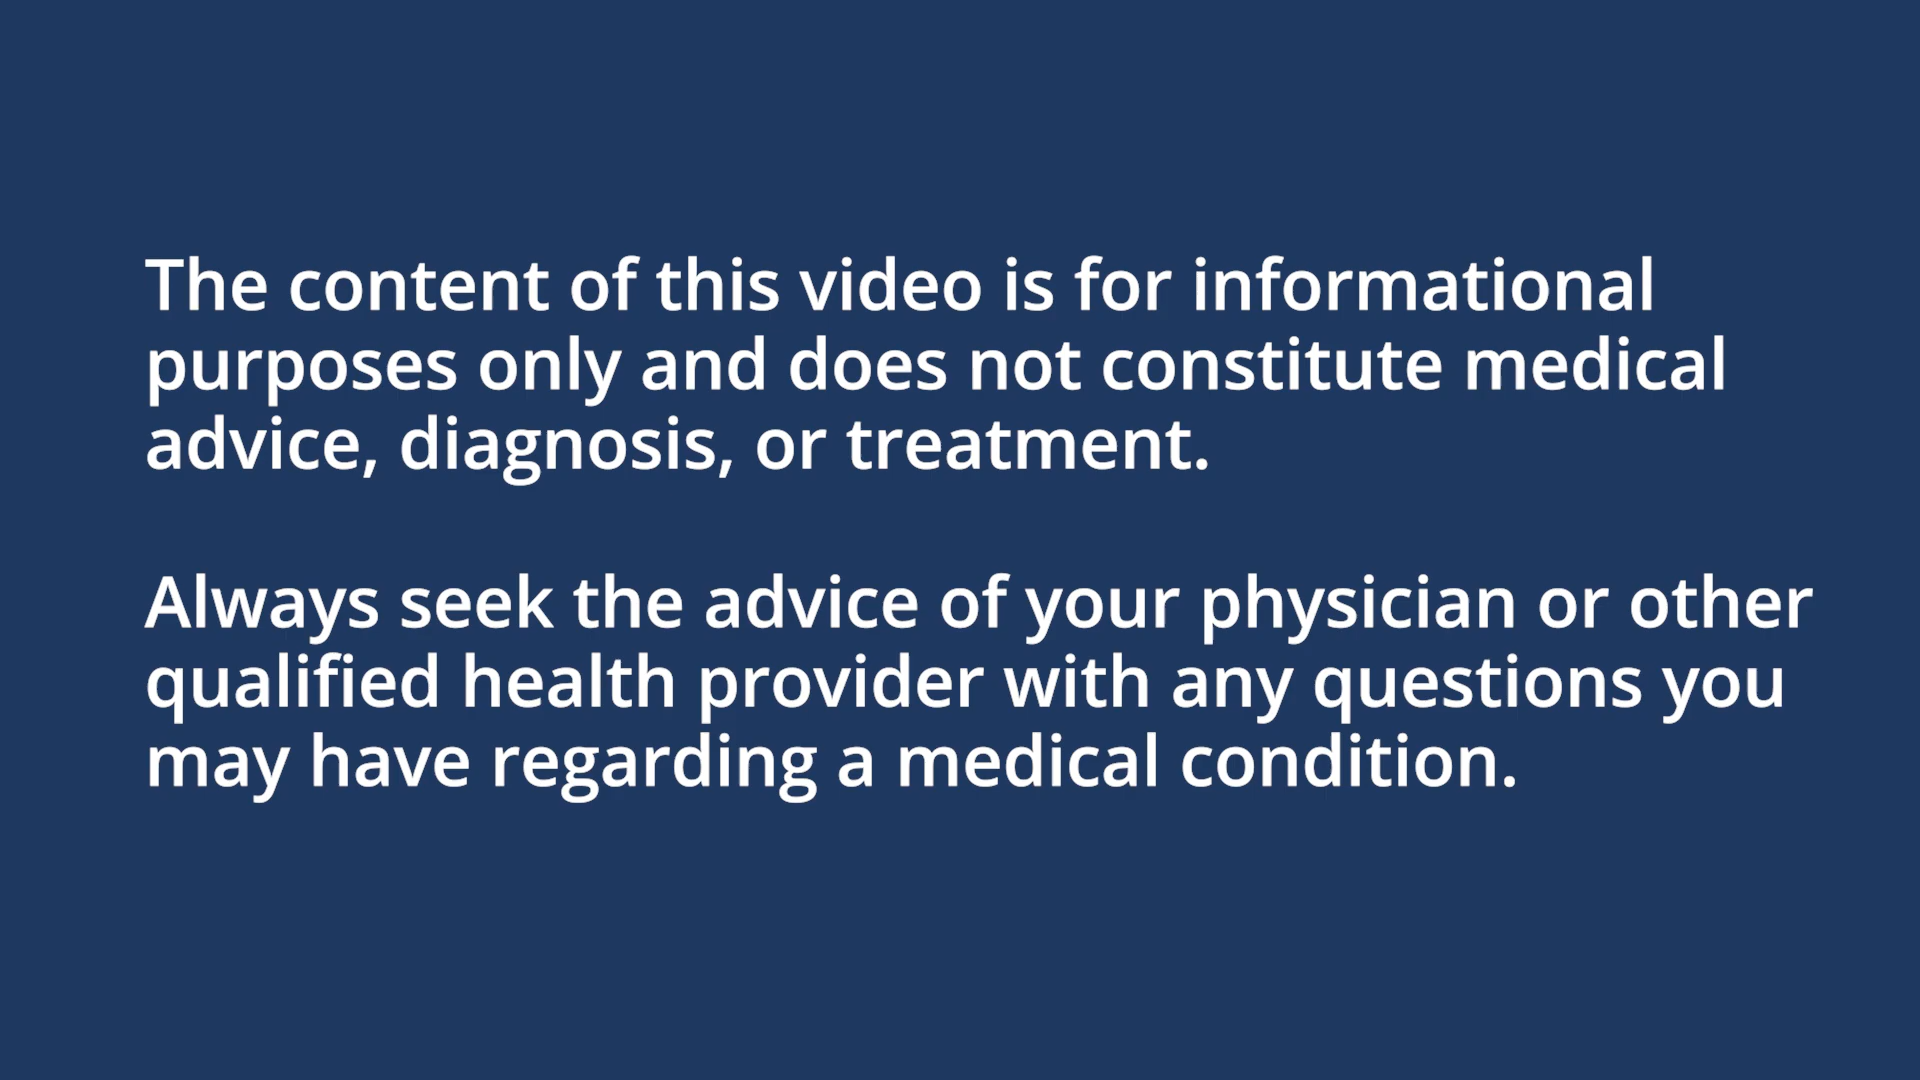 The content of this video is for informational
purposes only and does not constitute medical
advice, diagnosis, or treatment.
Always seek the advice of your physician or other
qualified health provider with any questions you
may have regarding a medical condition.